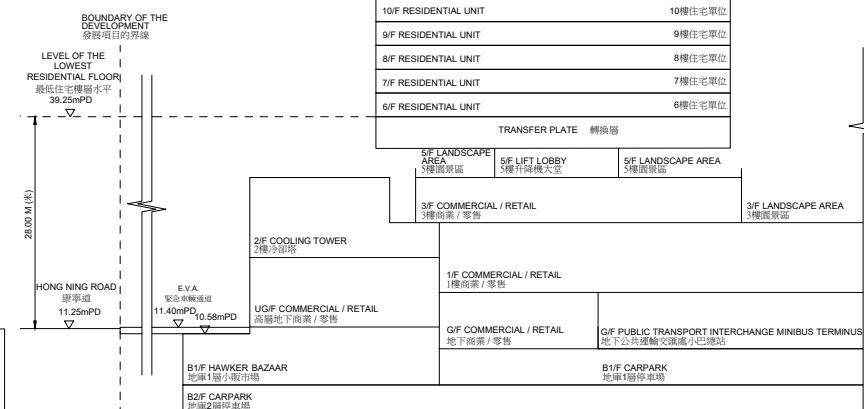 10/F RESIDENTIAL UNIT 10樓住宅單位
BOUNDARY OF THE
DEVELOPMENT
發展項目的界線
9/F RESIDENTIAL UNIT 9樓住宅單位
LEVEL OF THE
LOWEST
RESIDENTIAL FLOOR
最低住宅樓層水平
39.25mPD
8/F RESIDENTIAL UNIT 8樓住宅單位
7/F RESIDENTIAL UNIT 7樓住宅單位
6/F RESIDENTIAL UNIT 6樓住宅單位
TRANSFER PLATE 轉換層
5/F LANDSCAPE
AREA
5樓園景區
5/F LIFT LOBBY
5樓升降機大堂
5/F LANDSCAPE AREA
5樓園景區
28.00 M (米)
3/F COMMERCIAL / RETAIL
3樓商業 / 零售
3/F LANDSCAPE AREA
3樓園景區
2/F COOLING TOWER
2樓冷卻塔
1/F COMMERCIAL / RETAIL
1樓商業 / 零售
HONG NING ROAD
康寧道
11.25mPD
E.V.A.
緊急車輛通道
11.40mPD
10.58mPD
UG/F COMMERCIAL / RETAIL
高層地下商業 / 零售
G/F COMMERCIAL / RETAIL
地下商業 / 零售
G/F PUBLIC TRANSPORT INTERCHANGE MINIBUS TERMINUS
地下公共運輸交匯處小巴總站
B1/F HAWKER BAZAAR
地庫1層小販市場
B1/F CARPARK
地庫1層停車場
B2/F CARPARK
地庫2層停車場